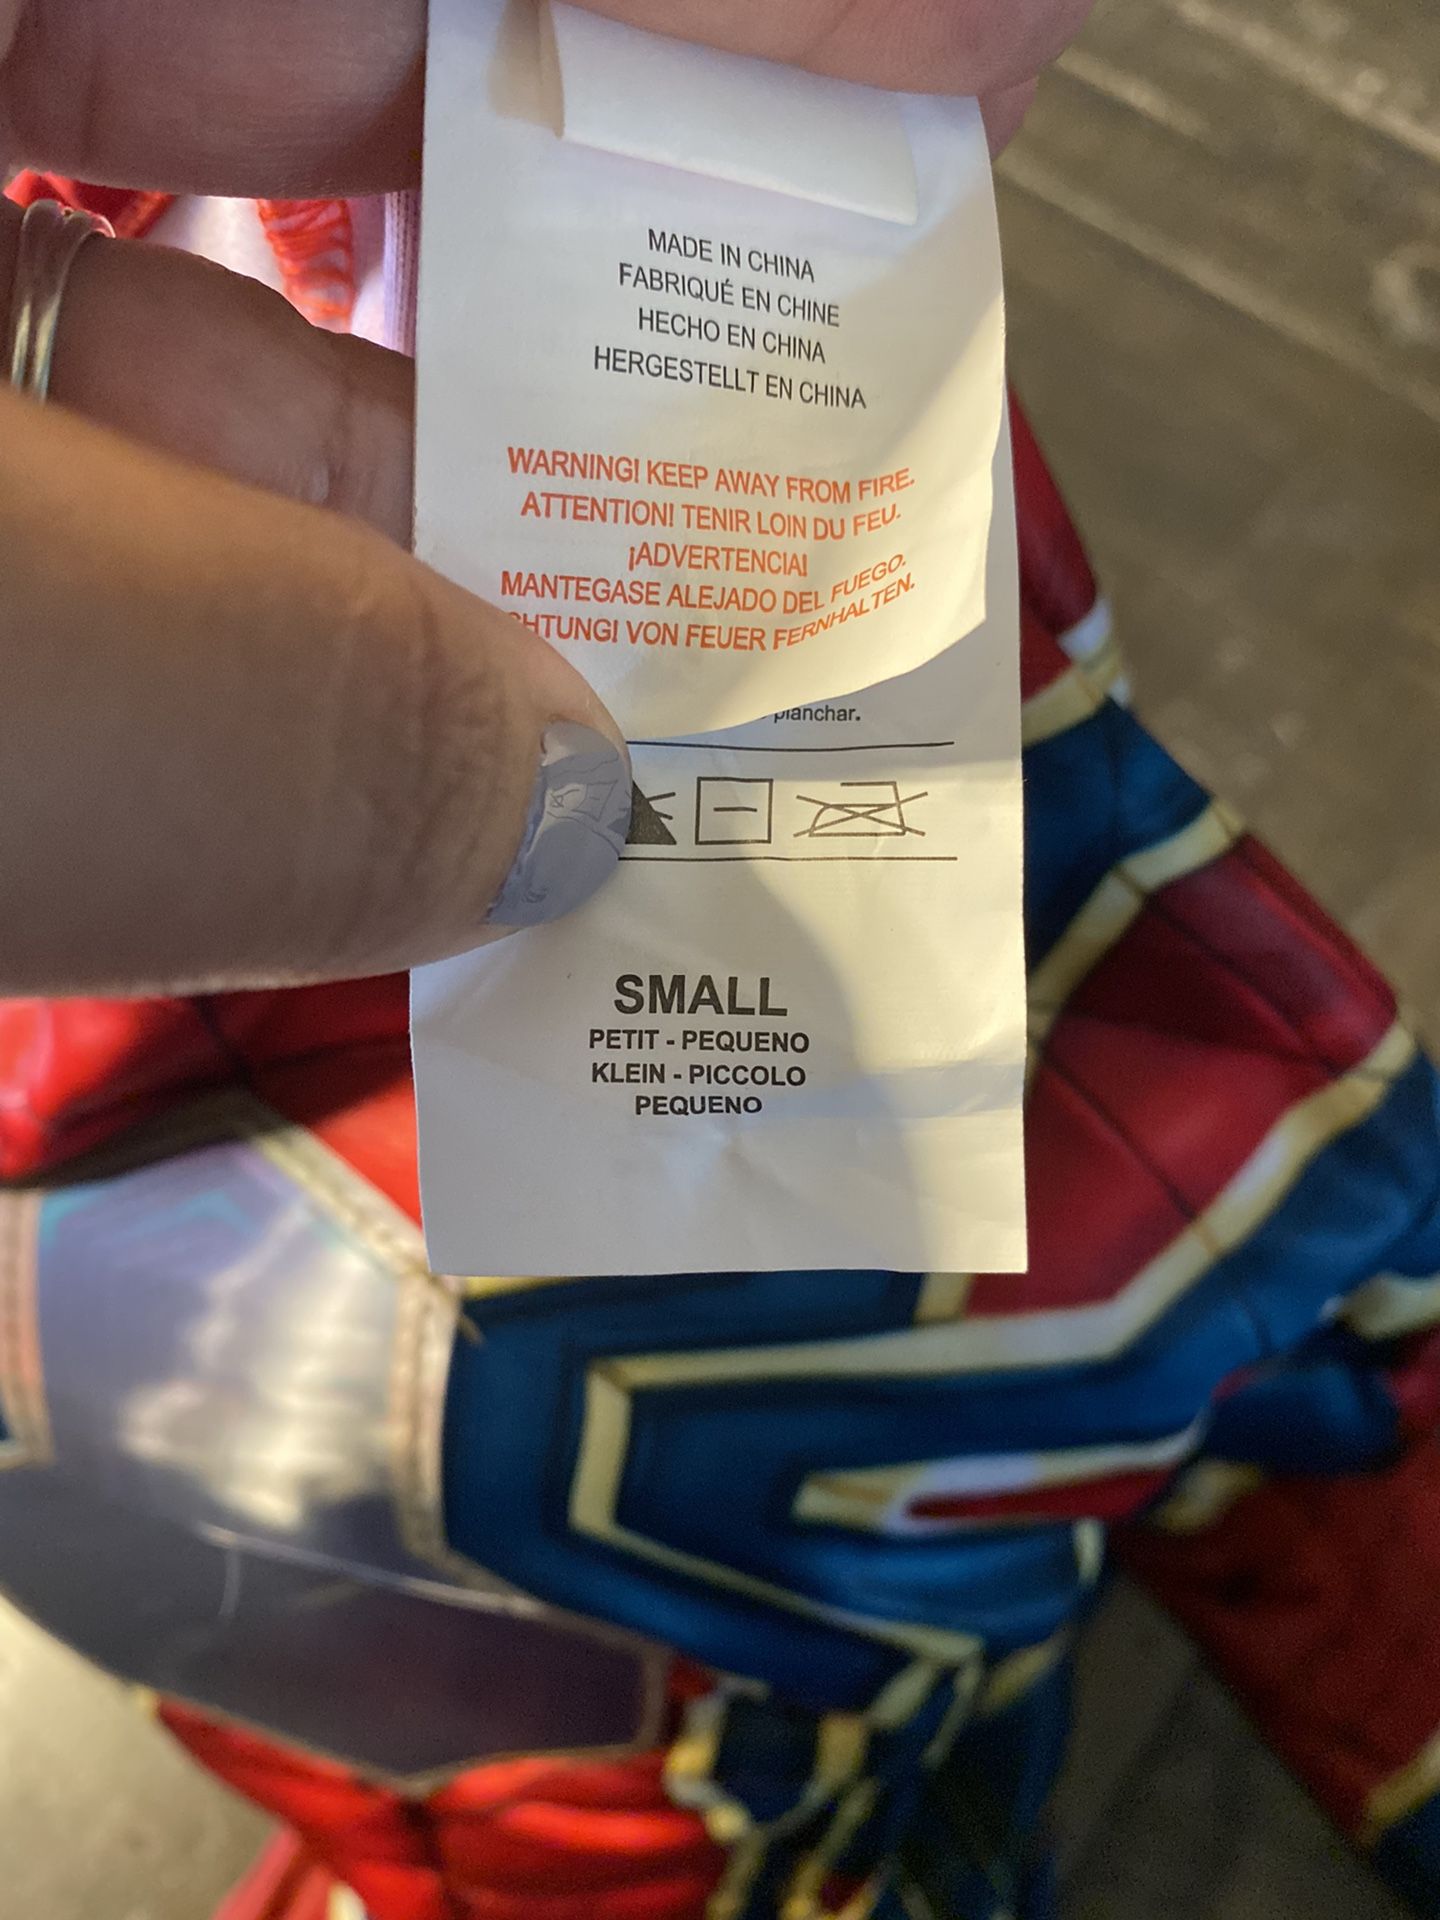 MADE IN CHINA
FABRIQUÉ EN CHINE
HECHO EN CHINA
HERGESTELLT EN CHINA
WARNING! KEEP AWAY FROM FIRE.
ATTENTION! TENIR LOIN DU FEU.
¡ADVERTENCIA!
MANTEGASE ALEJADO DEL FUEGO.
CHTUNG! VON FEUER FERNHALTEN.
planchar.
SMALL
PETIT - PEQUENO
KLEIN - PICCOLO
PEQUENO